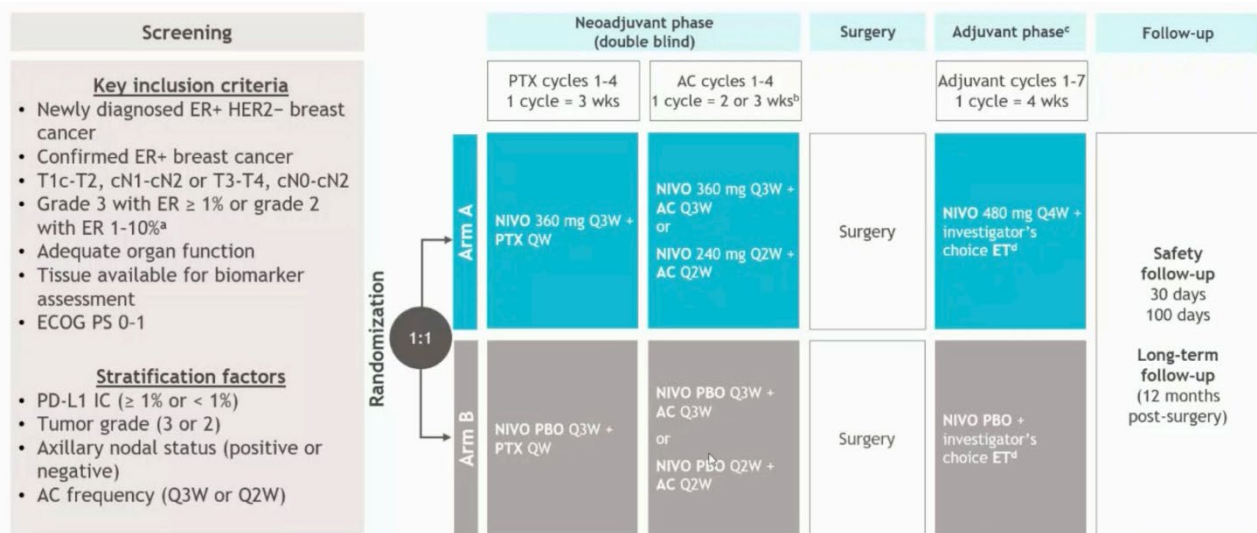 Screening
Key inclusion criteria
• Newly diagnosed ER+ HER2− breast
cancer
• Confirmed ER+ breast cancer
• T1c-T2, cN1-cN2 or T3-T4, cN0-cN2
• Grade 3 with ER ≥ 1% or grade 2
with ER 1-10%ᵃ
• Adequate organ function
• Tissue available for biomarker
assessment
• ECOG PS 0-1
Stratification factors
• PD-L1 IC (≥ 1% or < 1%)
• Tumor grade (3 or 2)
• Axillary nodal status (positive or
negative)
• AC frequency (Q3W or Q2W)
Randomization
1:1
Neoadjuvant phase
(double blind)
Surgery
Adjuvant phaseᶜ
Follow-up
PTX cycles 1-4
1 cycle = 3 wks
AC cycles 1-4
1 cycle = 2 or 3 wksᵇ
Adjuvant cycles 1-7
1 cycle = 4 wks
Arm A
NIVO 360 mg Q3W +
PTX QW
NIVO 360 mg Q3W +
AC Q3W
or
NIVO 240 mg Q2W +
AC Q2W
Surgery
NIVO 480 mg Q4W +
investigator's
choice ETᵈ
Arm B
NIVO PBO Q3W +
PTX QW
NIVO PBO Q3W +
AC Q3W
or
NIVO PBO Q2W +
AC Q2W
Surgery
NIVO PBO +
investigator's
choice ETᵈ
Safety
follow-up
30 days
100 days
Long-term
follow-up
(12 months
post-surgery)